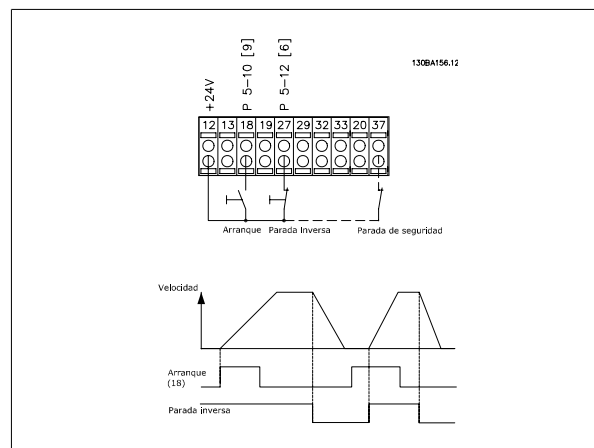 130BA156.12
+24V
P 5-10 [9]
P 5-12 [6]
12 13 18 19 27 29 32 33 20 37
Arranque Parada Inversa Parada de seguridad
Velocidad
Arranque
(18)
Parada inversa